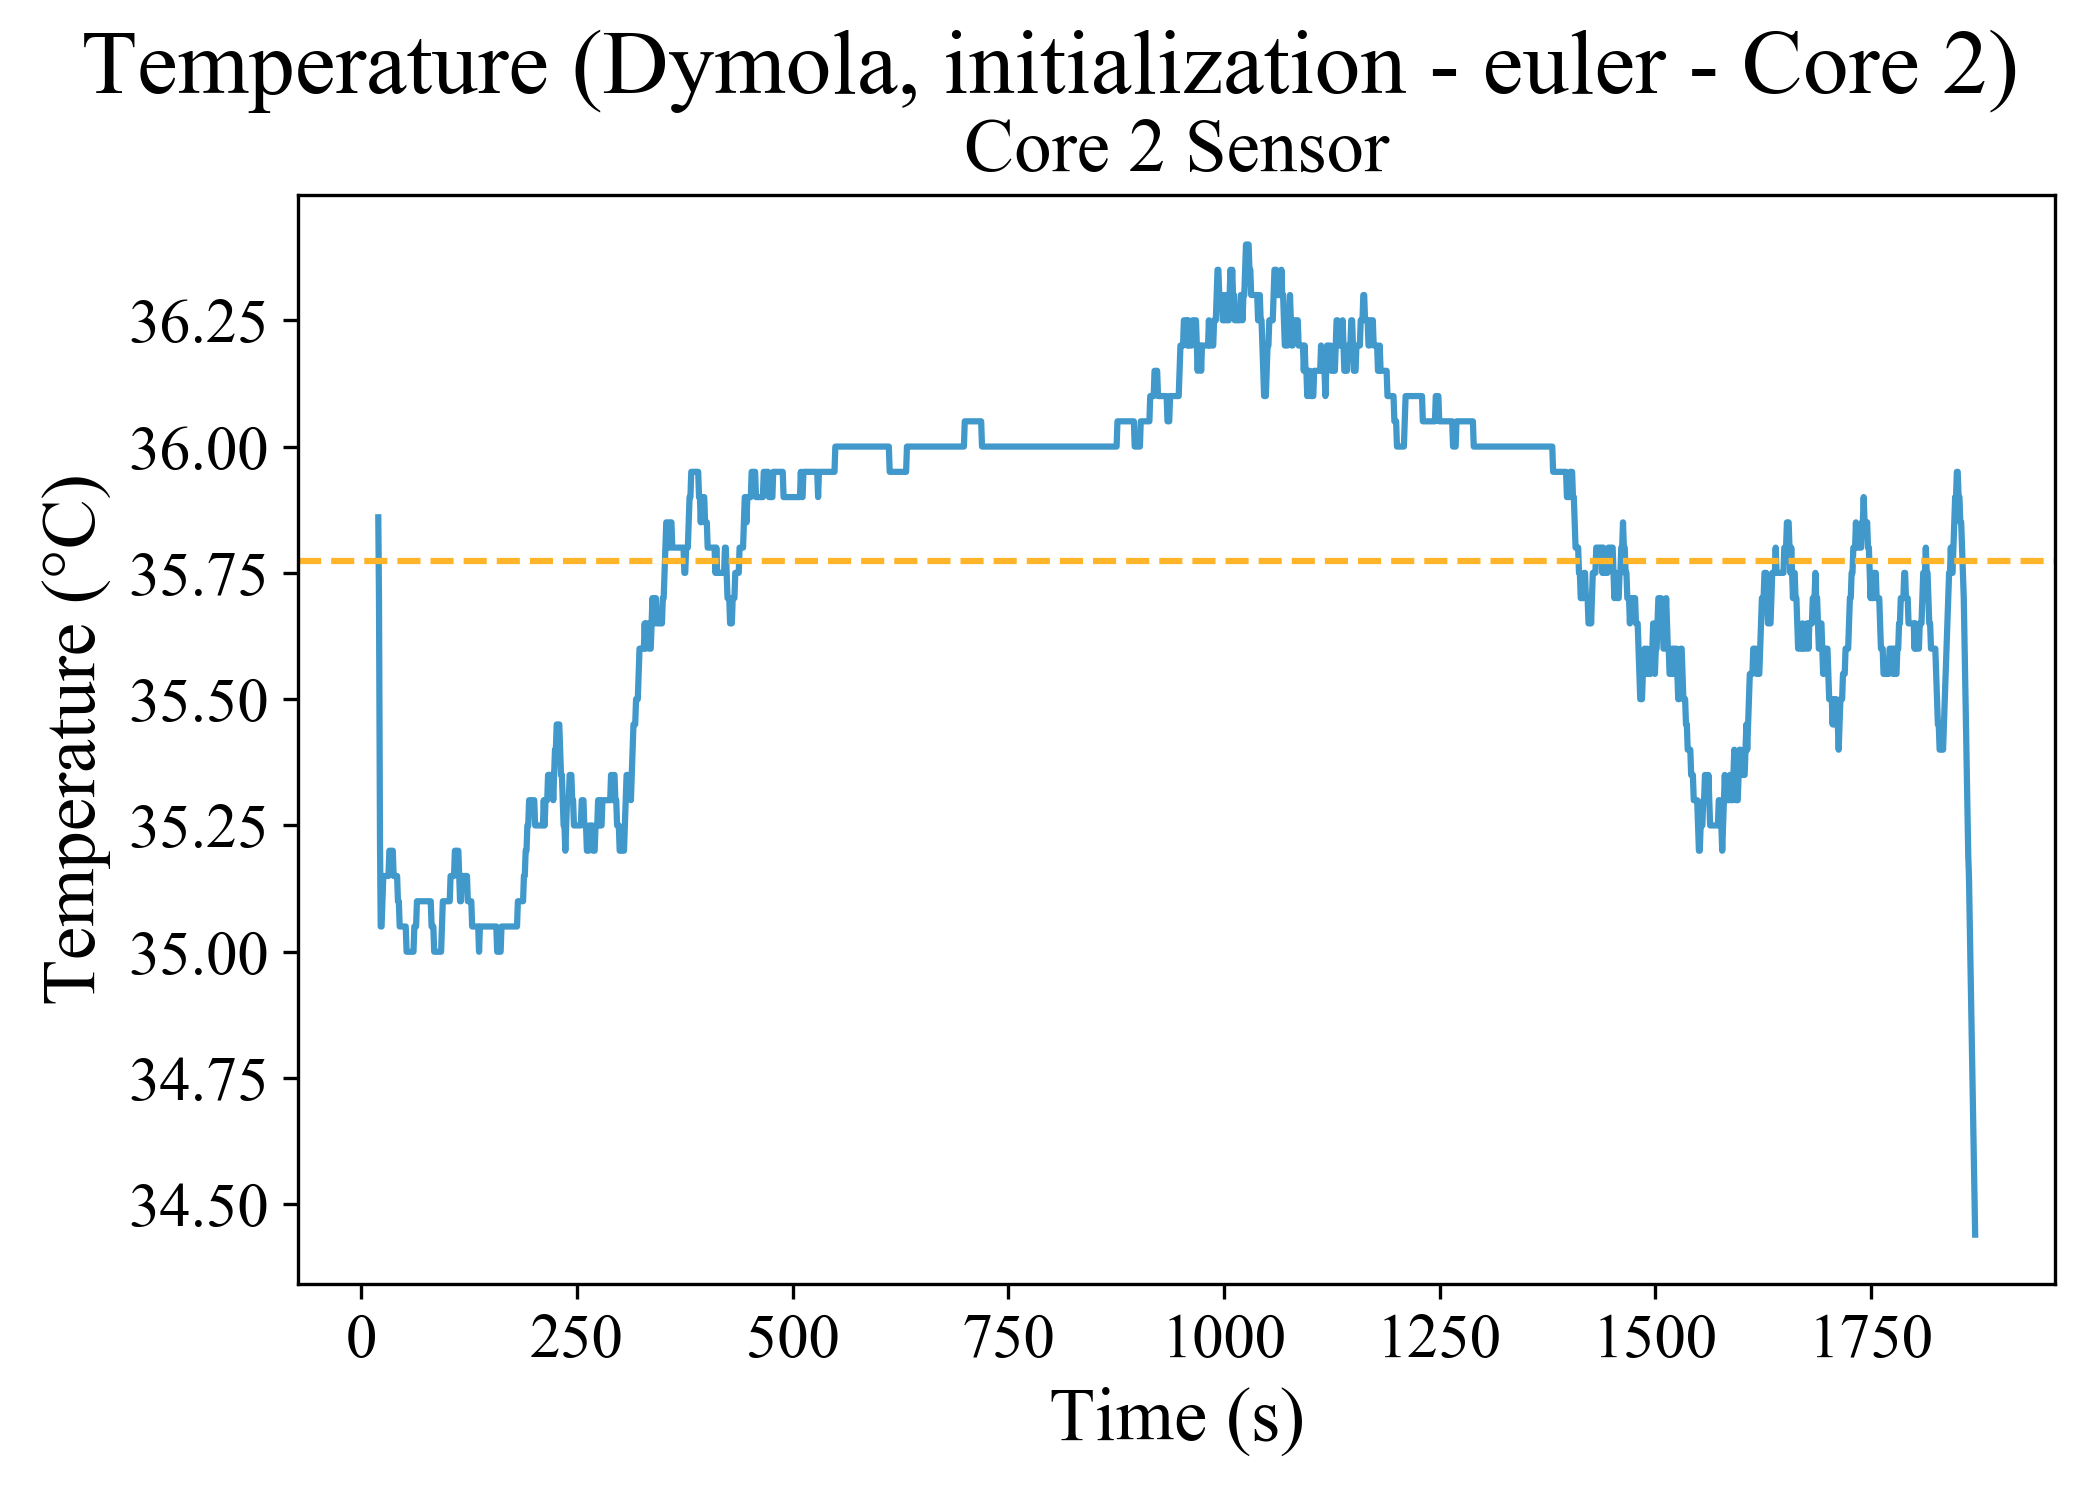 Temperature (Dymola, initialization - euler - Core 2)
Core 2 Sensor
Temperature (°C)
36.25
36.00
35.75
35.50
35.25
35.00
34.75
34.50
0 250 500 750 1000 1250 1500 1750
Time (s)